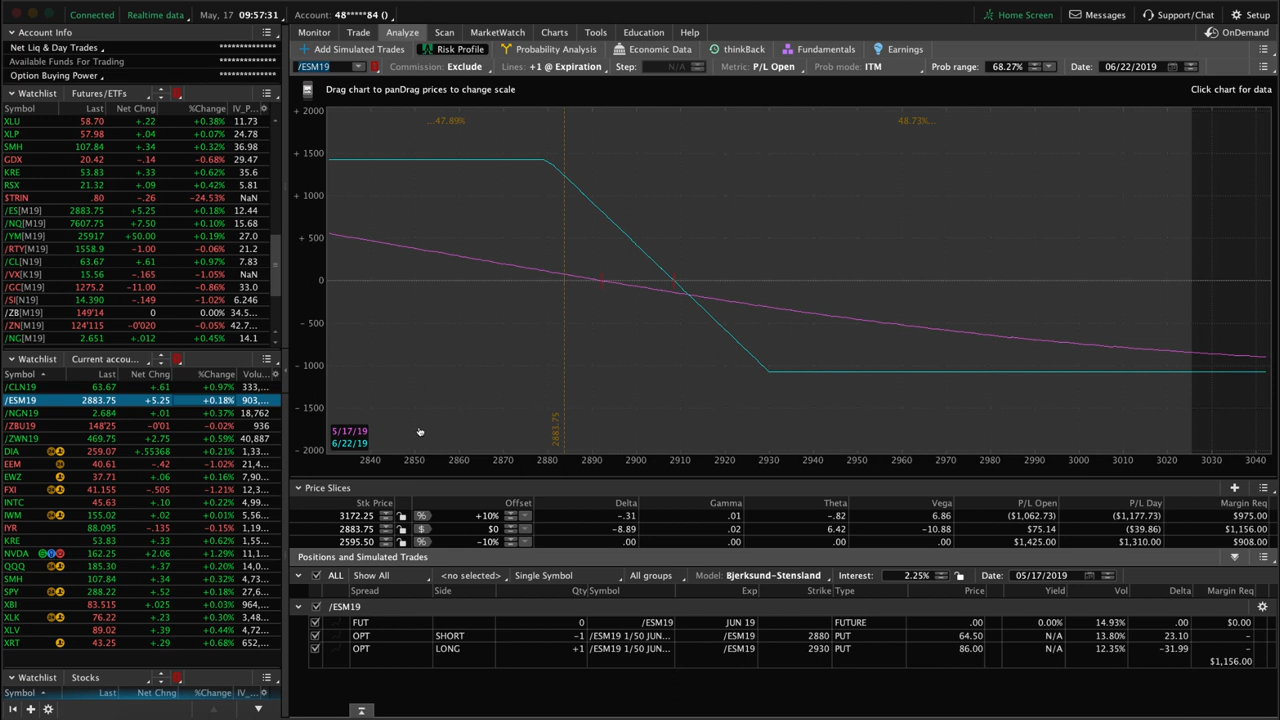 Connected Realtime data May, 17 09:57:31 Account: 48*****84 () Home Screen Messages Support/Chat Setup
Account Info
Net Liq & Day Trades **************
Available Funds For Trading **************
Option Buying Power **************
Monitor Trade Analyze Scan MarketWatch Charts Tools Education Help OnDemand
Add Simulated Trades Risk Profile Probability Analysis Economic Data thinkBack Fundamentals Earnings
/ESM19 Commission: Exclude Lines: +1 @ Expiration Step: N/A Metric: P/L Open Prob mode: ITM Prob range: 68.27% Date: 06/22/2019
Drag chart to panDrag prices to change scale Click chart for data
Watchlist Futures/ETFs
Symbol Last Net Chng %Change IV_P...
XLU 58.70 +.22 +0.38% 11.73
XLP 57.98 +.04 +0.07% 24.78
SMH 107.84 +.34 +0.32% 36.98
GDX 20.42 -.14 -0.68% 29.47
KRE 53.83 +.33 +0.62% 35.6
RSX 21.32 +.09 +0.42% 5.81
$TRIN .80 -.26 -24.53% NaN
/ES[M19] 2883.75 +5.25 +0.18% 12.44
/NQ[M19] 7607.75 +7.50 +0.10% 15.68
/YM[M19] 25917 +50.00 +0.19% 27.0
/RTY[M19] 1558.9 -1.00 -0.06% 21.2
/CL[M19] 63.67 +.61 +0.97% 7.83
/VX[K19] 15.56 -.165 -1.05% NaN
/GC[M19] 1275.2 -11.00 -0.86% 33.0
/SI[N19] 14.390 -.149 -1.02% 6.246
/ZB[M19] 149'14 0 0.00% 34.5...
/ZN[M19] 124'115 -0'020 -0.05% 42.7...
/NG[M19] 2.651 +.012 +0.45% 14.1
Watchlist Current accou...
Symbol Last Net Chng %Change Volu...
/CLN19 63.67 +.61 +0.97% 333,...
/ESM19 2883.75 +5.25 +0.18% 903,...
/NGN19 2.684 +.01 +0.37% 18,762
/ZBU19 148'25 -0'01 -0.02% 936
/ZWN19 469.75 +2.75 +0.59% 40,887
DIA 259.07 +.55368 +0.21% 1,33...
EEM 40.61 -.42 -1.02% 21,4...
EWZ 37.71 +.06 +0.16% 7,90...
FXI 41.155 -.505 -1.21% 12,3...
INTC 45.63 +.10 +0.22% 4,99...
IWM 155.02 +.02 +0.01% 5,56...
IYR 88.095 -.135 -0.15% 1,03...
KRE 53.83 +.33 +0.62% 1,55...
NVDA 162.25 +2.06 +1.29% 11,1...
QQQ 185.30 +.37 +0.20% 14,0...
SMH 107.84 +.34 +0.32% 4,73...
SPY 288.22 +.52 +0.18% 27,6...
XBI 83.515 +.025 +0.03% 964,...
XLK 76.22 +.23 +0.30% 3,48...
XLV 89.02 +.39 +0.44% 4,72...
XRT 43.25 +.29 +0.68% 652,...
Watchlist Stocks
Symbol Last Net Chng %Change IV_...
+ 2000
+ 1500
+ 1000
+ 500
0
- 500
- 1000
- 1500
- 2000
...47.89% 48.73%...
2883.75
5/17/19
6/22/19
2840 2850 2860 2870 2880 2890 2900 2910 2920 2930 2940 2950 2960 2970 2980 2990 3000 3010 3020 3030 3040
Price Slices
Stk Price Offset Delta Gamma Theta Vega P/L Open P/L Day Margin Req
3172.25 % +10% -.31 .01 -.82 6.86 ($1,062.73) ($1,177.73) $975.00
2883.75 $ $0 -8.89 .02 6.42 -10.88 $75.14 ($39.86) $1,156.00
2595.50 % -10% .00 .00 .00 .00 $1,425.00 $1,310.00 $908.00
Positions and Simulated Trades
ALL Show All <no selected> Single Symbol All groups Model: Bjerksund-Stensland Interest: 2.25% Date: 05/17/2019
Spread Side Qty Symbol Exp Strike Type Price Yield Vol Delta Margin Req
/ESM19
FUT 0 /ESM19 JUN 19 FUTURE .00 0.00% 14.93% .00 $0.00
OPT SHORT -1 /ESM19 1/50 JUN... /ESM19 2880 PUT 64.50 N/A 13.80% 23.10 -
OPT LONG +1 /ESM19 1/50 JUN... /ESM19 2930 PUT 86.00 N/A 12.35% -31.99 -
$1,156.00